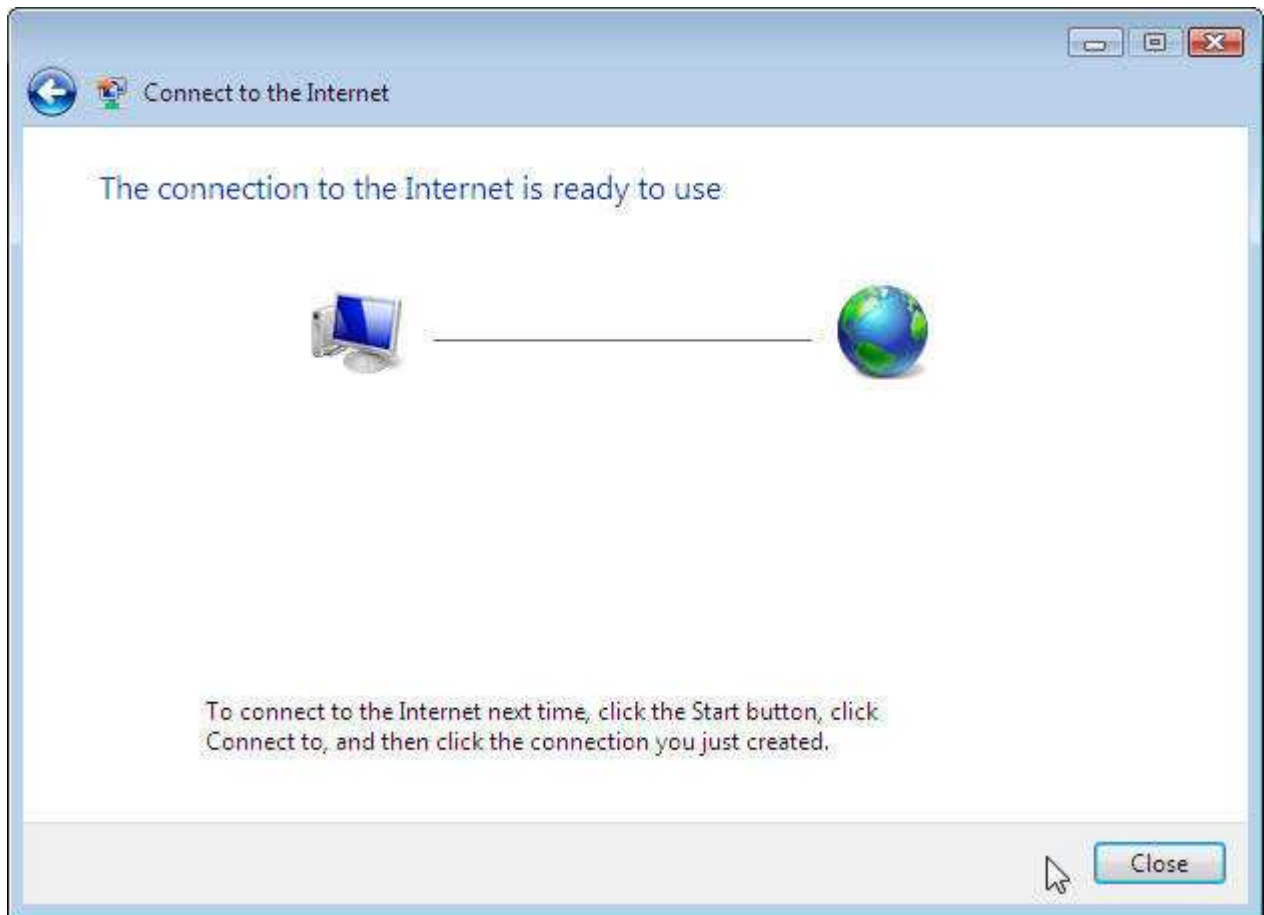 Connect to the Internet
The connection to the Internet is ready to use
To connect to the Internet next time, click the Start button, click
Connect to, and then click the connection you just created.
Close